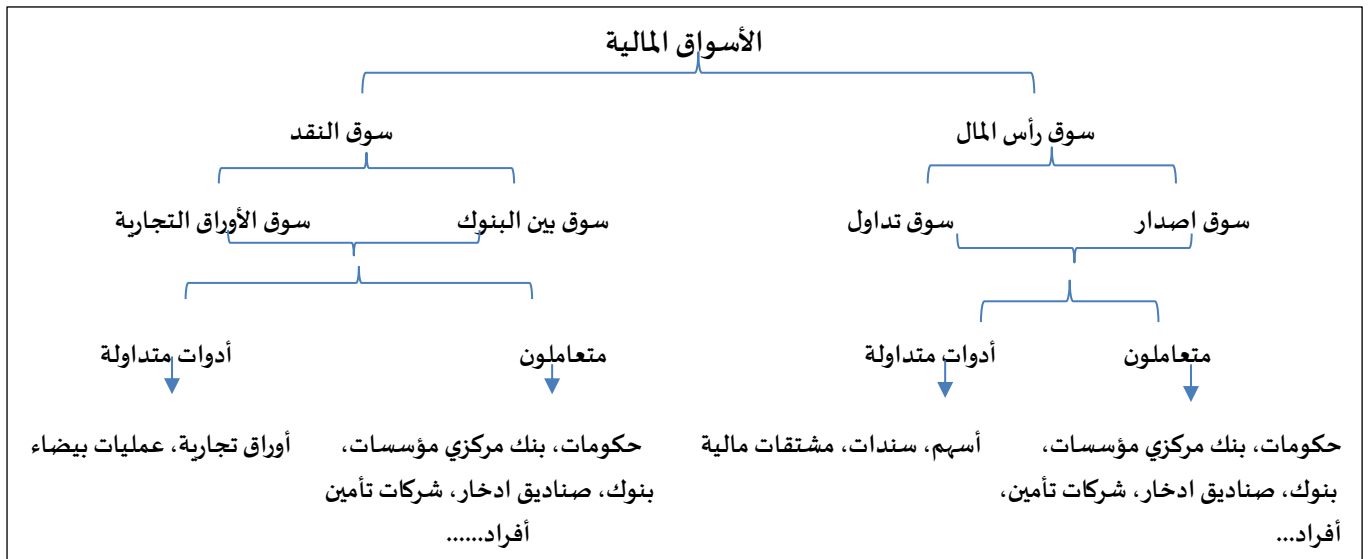 الأسواق المالية
سوق رأس المال
سوق النقد
سوق اصدار
سوق تداول
سوق بين البنوك
سوق الأوراق التجارية
متعاملون
أدوات متداولة
متعاملون
أدوات متداولة
حكومات، بنك مركزي مؤسسات،
بنوك، صناديق ادخار، شركات تأمين،
أفراد...
أسهم، سندات، مشتقات مالية
حكومات، بنك مركزي مؤسسات،
بنوك، صناديق ادخار، شركات تأمين
أفراد......
أوراق تجارية، عمليات بيضاء